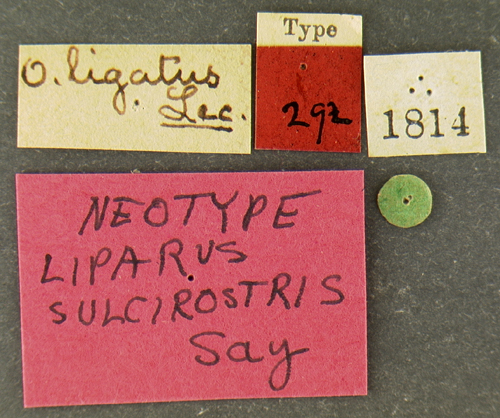 O. ligatus
Lec.
Type
292
1814
NEOTYPE
LIPARUS
SULCIROSTRIS
Say